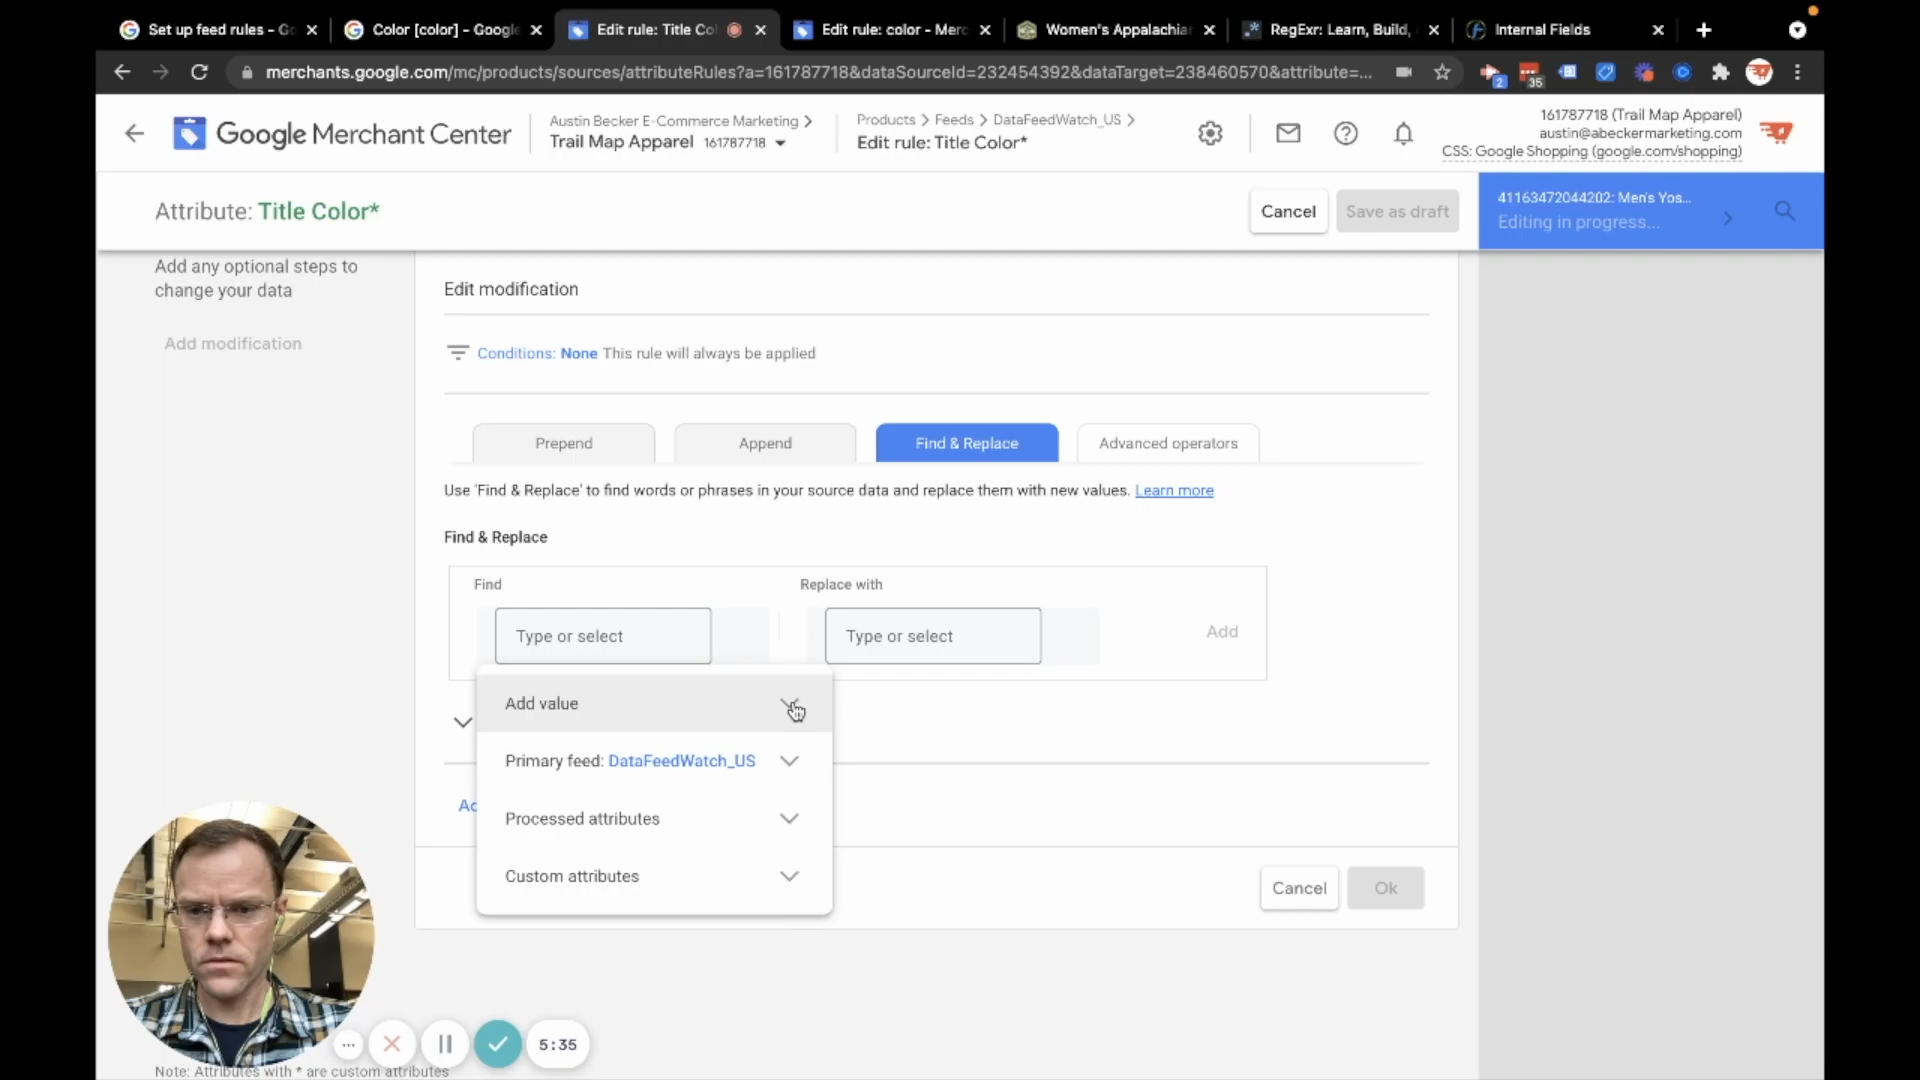 Set up feed rules - Go
Color [color] - Google
Edit rule: Title Col
Edit rule: color - Merc
Women's Appalachian
RegExr: Learn, Build,
Internal Fields
merchants.google.com/mc/products/sources/attributeRules?a=161787718&dataSourceId=232454392&dataTarget=238460570&attribute=...
2
35
Google Merchant Center
Austin Becker E-Commerce Marketing
Trail Map Apparel 161787718
Products > Feeds > DataFeedWatch_US >
Edit rule: Title Color*
161787718 (Trail Map Apparel)
austin@abeckermarketing.com
CSS: Google Shopping (google.com/shopping)
Attribute: Title Color*
Cancel
Save as draft
41163472044202: Men's Yos...
Editing in progress...
Add any optional steps to
change your data
Add modification
Edit modification
Conditions: None This rule will always be applied
Prepend
Append
Find & Replace
Advanced operators
Use 'Find & Replace' to find words or phrases in your source data and replace them with new values. Learn more
Find & Replace
Find
Replace with
Type or select
Type or select
Add
Add value
Primary feed: DataFeedWatch_US
Processed attributes
Custom attributes
Cancel
Ok
5:35
Note: Attributes with * are custom attributes